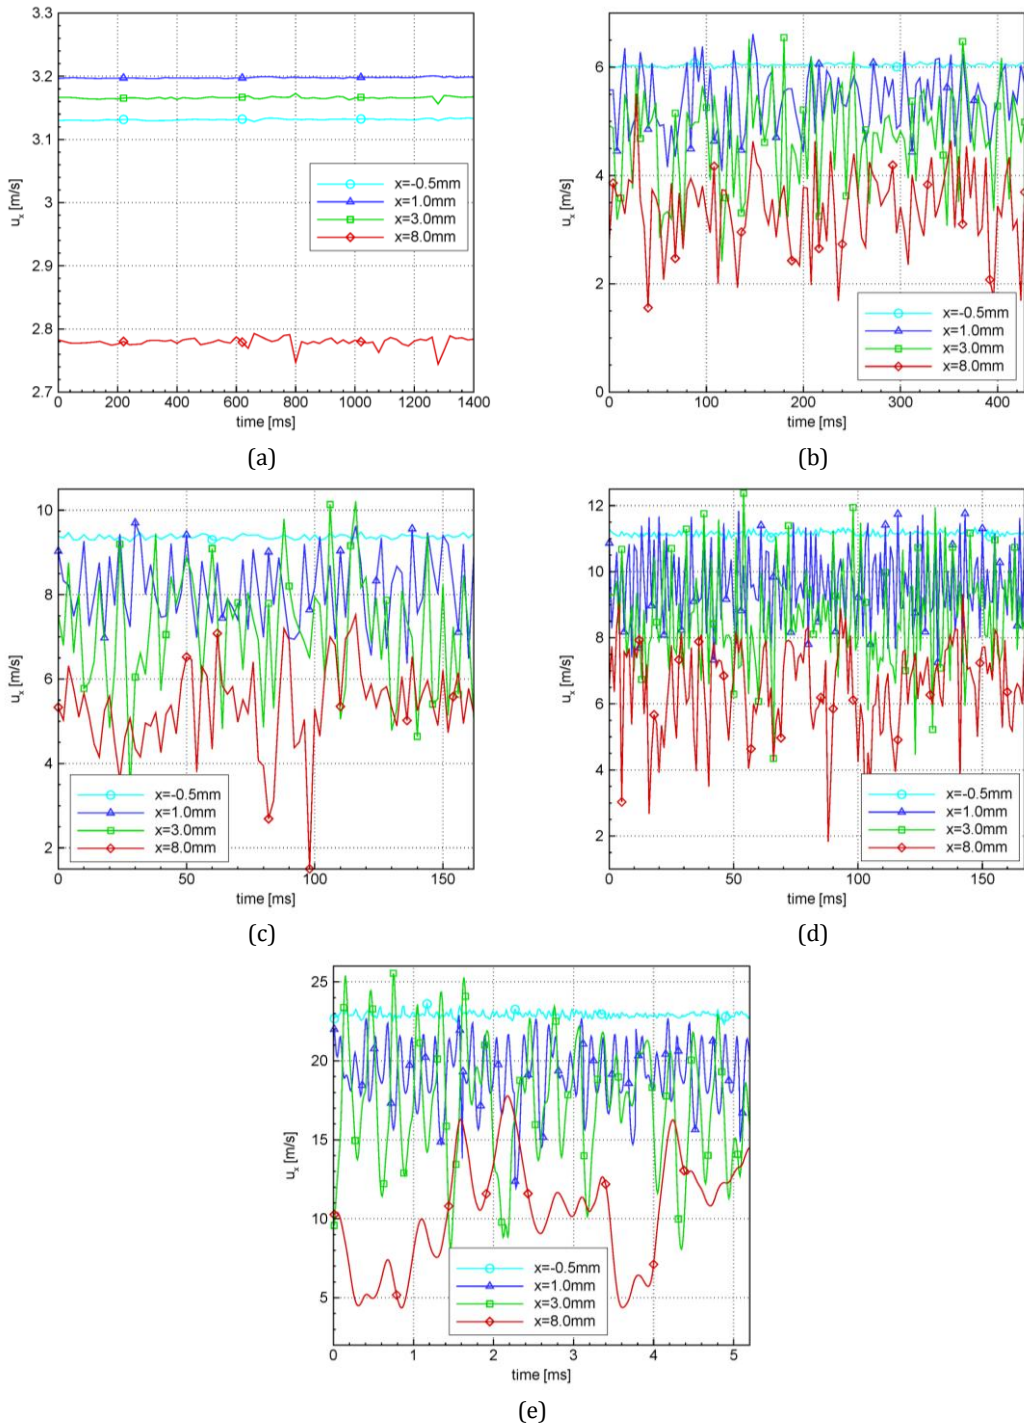 3.3
3.2
3.1
3
2.9
2.8
2.7
uₓ [m/s]
x=-0.5mm
x=1.0mm
x=3.0mm
x=8.0mm
0 200 400 600 800 1000 1200 1400
time [ms]
(a)
6
4
2
0
uₓ [m/s]
x=-0.5mm
x=1.0mm
x=3.0mm
x=8.0mm
0 100 200 300 400
time [ms]
(b)
10
8
6
4
2
uₓ [m/s]
x=-0.5mm
x=1.0mm
x=3.0mm
x=8.0mm
0 50 100 150
time [ms]
(c)
12
10
8
6
4
2
uₓ [m/s]
x=-0.5mm
x=1.0mm
x=3.0mm
x=8.0mm
0 50 100 150
time [ms]
(d)
25
20
15
10
5
uₓ [m/s]
x=-0.5mm
x=1.0mm
x=3.0mm
x=8.0mm
0 1 2 3 4 5
time [ms]
(e)